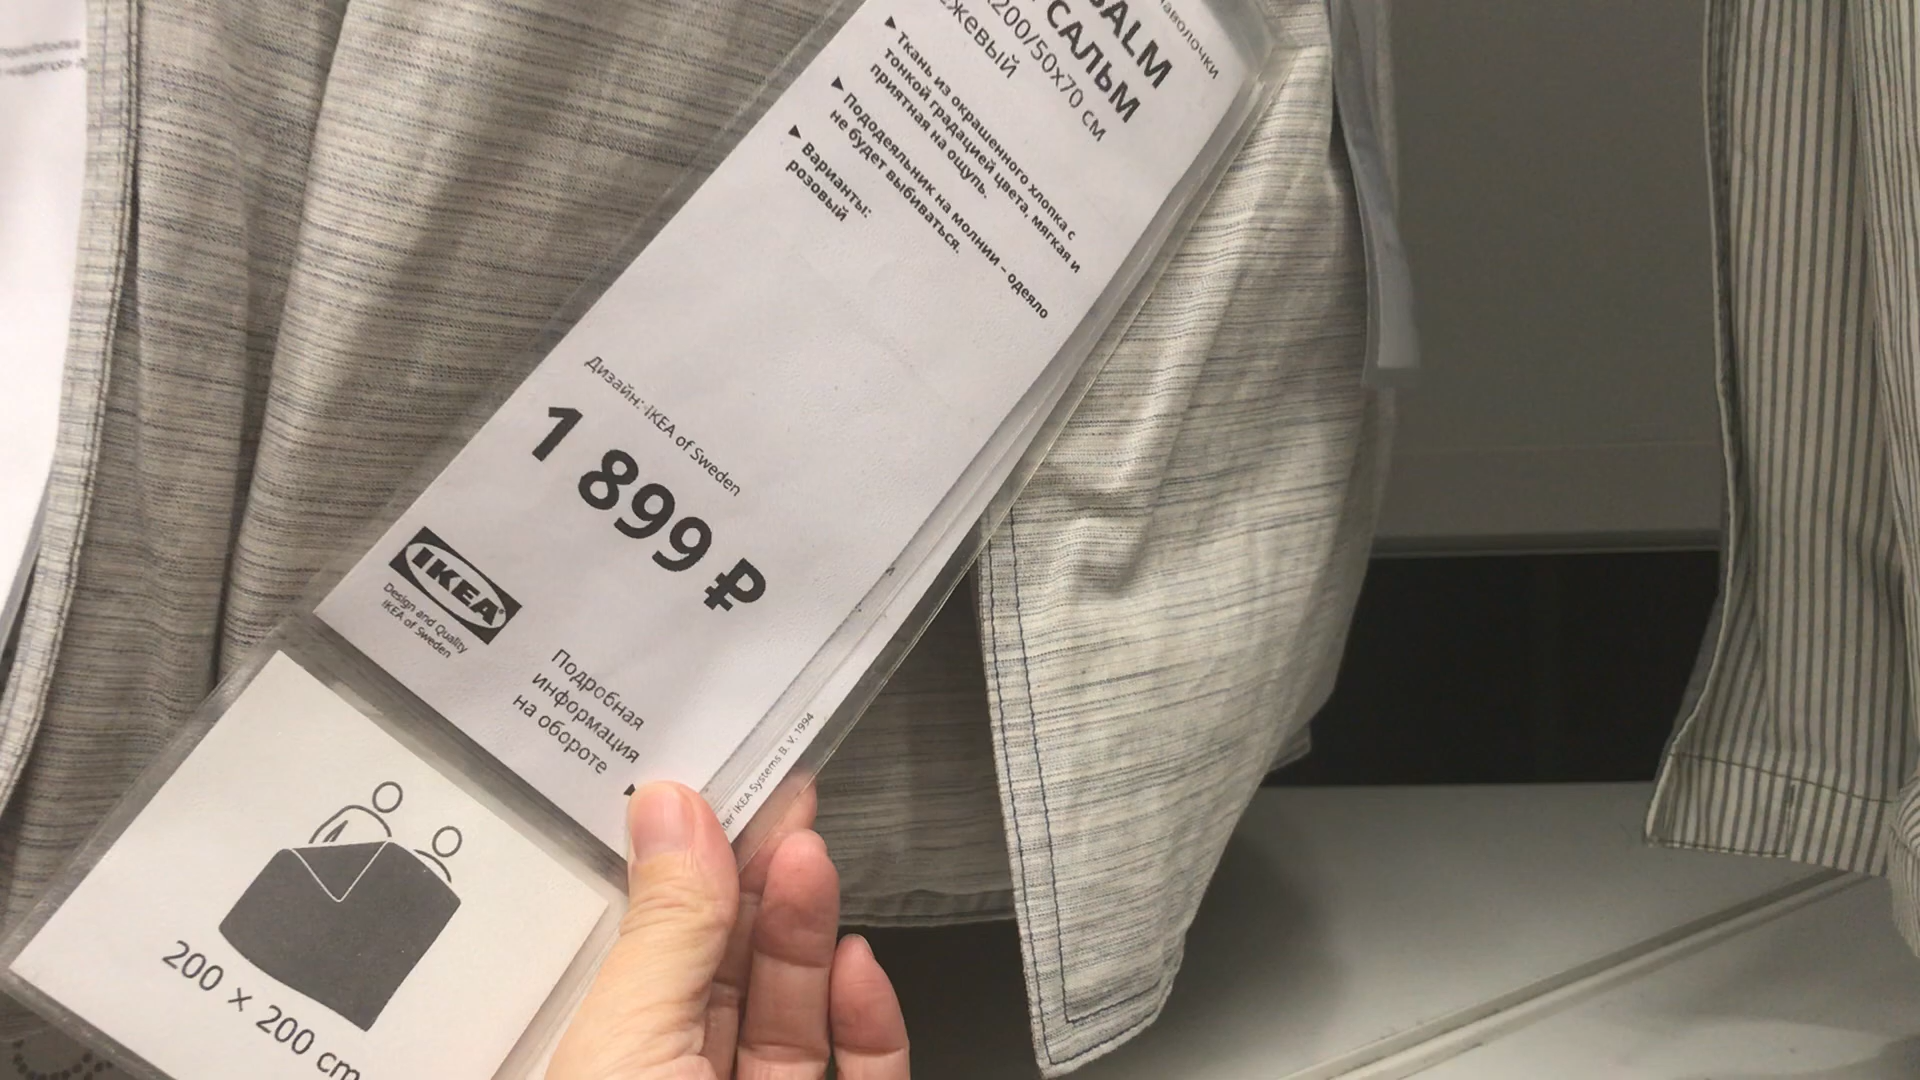 наволочки
САЛЬМ
200/50x70 см
▶ Ткань из окрашенного хлопка с
тонкой градацией цвета, мягкая и
приятная на ощупь.
▶ Пододеяльник на молнии – одеяло
не будет выбиваться.
▶ Варианты:
розовый
Дизайн: IKEA of Sweden
1 899 ₽
IKEA®
Design and Quality
IKEA of Sweden
Подробная
информация
на обороте
IKEA Systems B. V. 1994
200 × 200 cm